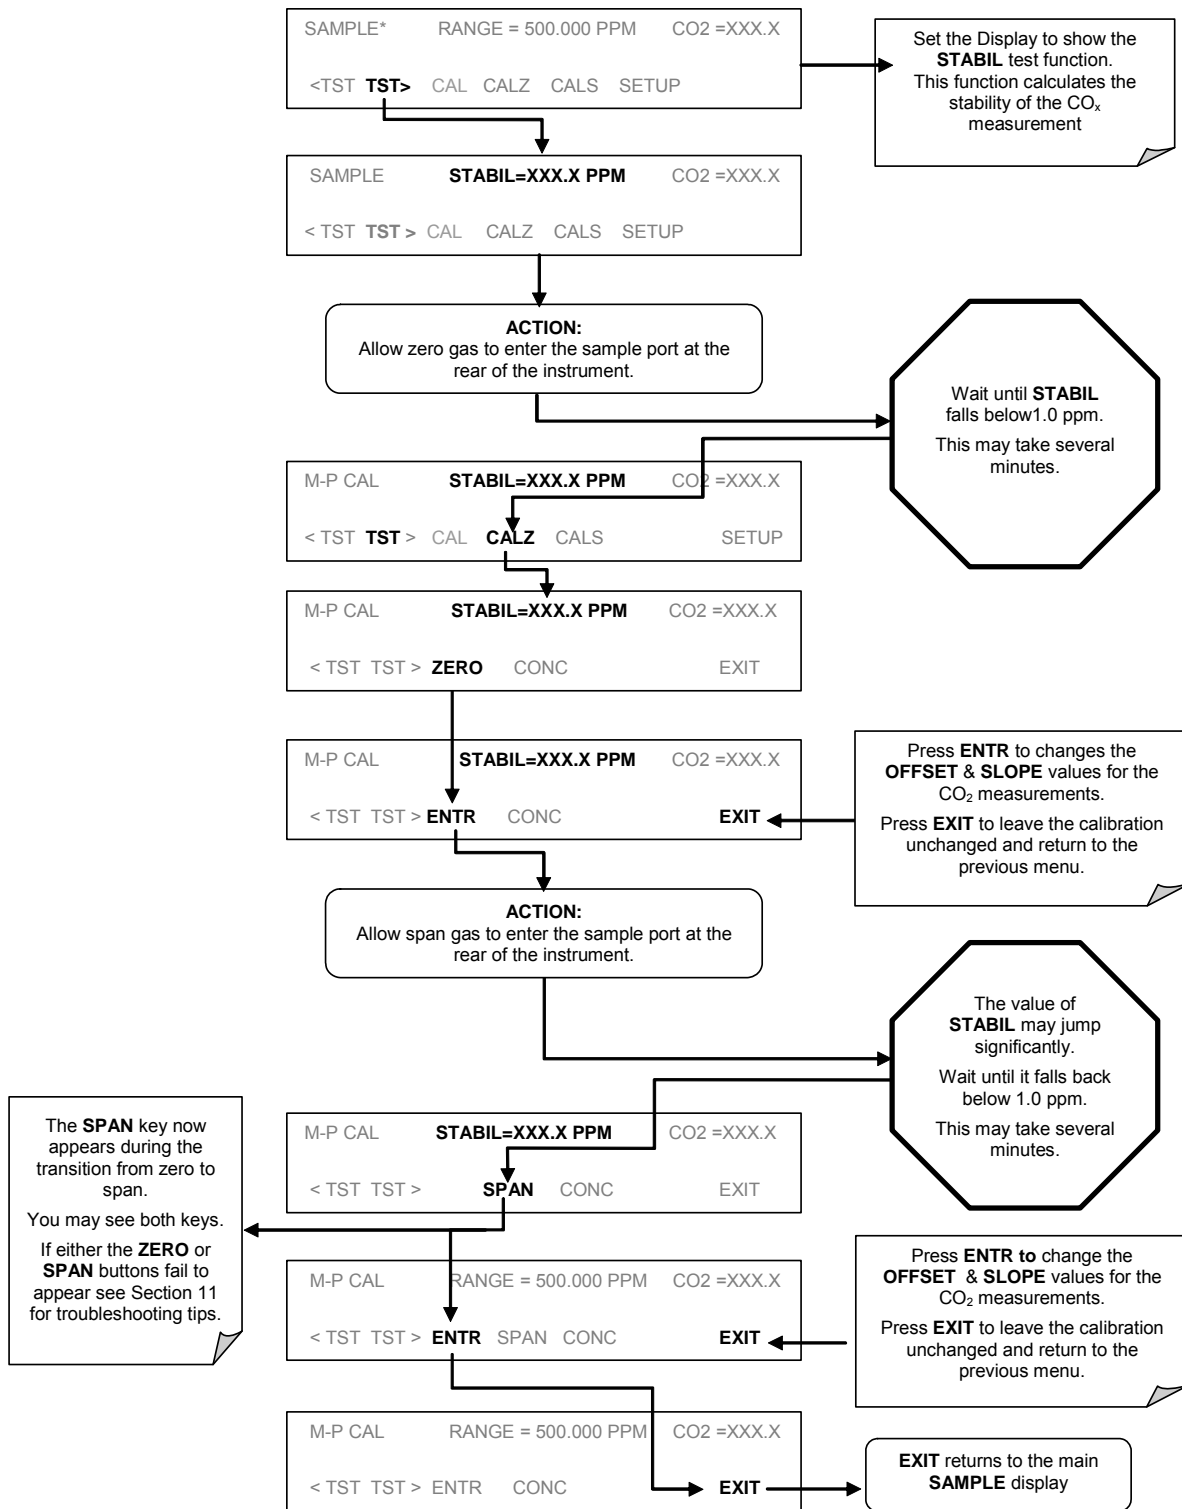 SAMPLE* RANGE = 500.000 PPM CO2 =XXX.X
<TST TST> CAL CALZ CALS SETUP
Set the Display to show the
STABIL test function.
This function calculates the
stability of the COx
measurement
SAMPLE STABIL=XXX.X PPM CO2 =XXX.X
< TST TST > CAL CALZ CALS SETUP
ACTION:
Allow zero gas to enter the sample port at the
rear of the instrument.
Wait until STABIL
falls below1.0 ppm.
This may take several
minutes.
M-P CAL STABIL=XXX.X PPM CO2 =XXX.X
< TST TST > CAL CALZ CALS SETUP
M-P CAL STABIL=XXX.X PPM CO2 =XXX.X
< TST TST > ZERO CONC EXIT
M-P CAL STABIL=XXX.X PPM CO2 =XXX.X
< TST TST > ENTR CONC EXIT
Press ENTR to changes the
OFFSET & SLOPE values for the
CO₂ measurements.
Press EXIT to leave the calibration
unchanged and return to the
previous menu.
ACTION:
Allow span gas to enter the sample port at the
rear of the instrument.
The value of
STABIL may jump
significantly.
Wait until it falls back
below 1.0 ppm.
This may take several
minutes.
M-P CAL STABIL=XXX.X PPM CO2 =XXX.X
< TST TST > SPAN CONC EXIT
The SPAN key now
appears during the
transition from zero to
span.
You may see both keys.
If either the ZERO or
SPAN buttons fail to
appear see Section 11
for troubleshooting tips.
M-P CAL RANGE = 500.000 PPM CO2 =XXX.X
< TST TST > ENTR SPAN CONC EXIT
Press ENTR to change the
OFFSET & SLOPE values for the
CO₂ measurements.
Press EXIT to leave the calibration
unchanged and return to the
previous menu.
M-P CAL RANGE = 500.000 PPM CO2 =XXX.X
< TST TST > ENTR CONC EXIT
EXIT returns to the main
SAMPLE display